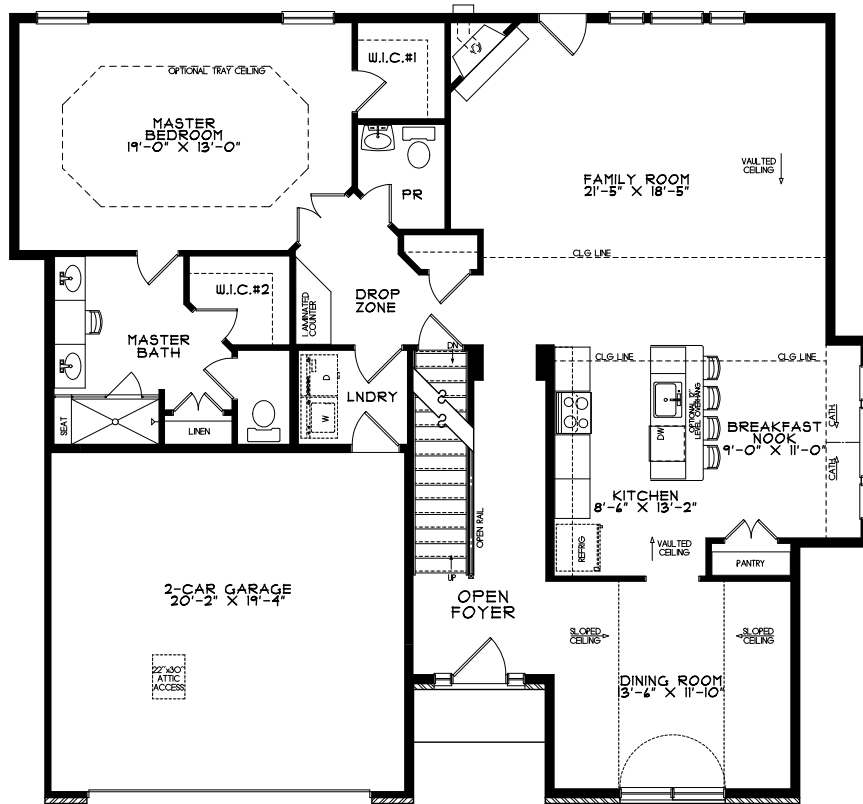 OPTIONAL TRAY CEILING
MASTER
BEDROOM
19'-0" X 13'-0"
W.I.C.#1
PR
FAMILY ROOM
21'-5" X 18'-5"
VAULTED
CEILING
CLG LINE
W.I.C.#2
MASTER
BATH
LAMINATED
COUNTER
DROP
ZONE
DN
D
W
LNDRY
SEAT
LINEN
CLG LINE
CLG LINE
OPTIONAL 12"
LEVEL OVERHANG
DW
BREAKFAST
NOOK
9'-0" X 11'-0"
CATH
CATH
KITCHEN
8'-6" X 13'-2"
OPEN RAIL
REFRIG
VAULTED
CEILING
PANTRY
UP
2-CAR GARAGE
20'-2" X 19'-4"
OPEN
FOYER
SLOPED
CEILING
SLOPED
CEILING
22"x30"
ATTIC
ACCESS
DINING ROOM
13'-6" X 11'-10"